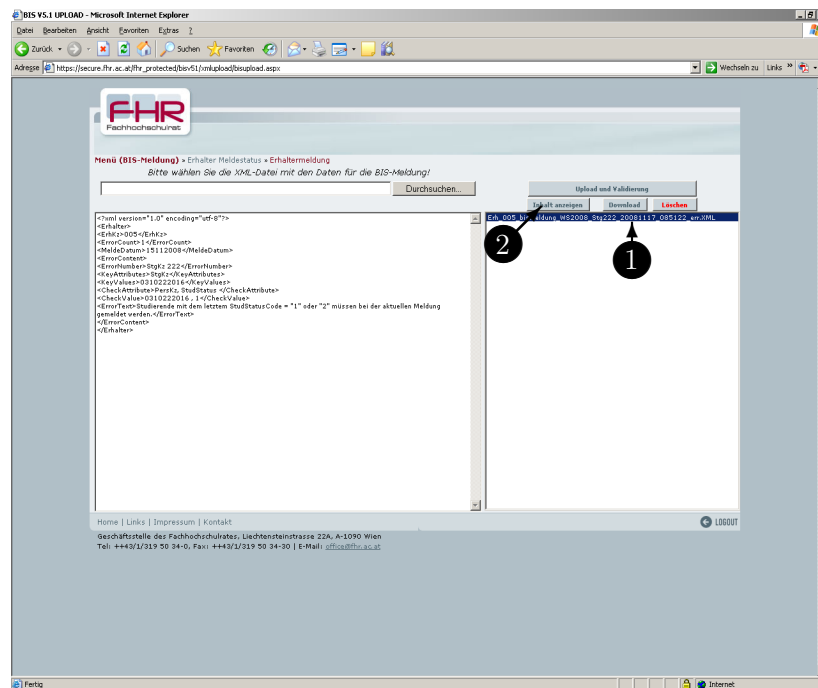 BIS V5.1 UPLOAD - Microsoft Internet Explorer
Datei Bearbeiten Ansicht Favoriten Extras ?
Zurück Suchen Favoriten
Adresse https://secure.fhr.ac.at/fhr_protected/bisv51/xmlupload/bisupload.aspx Wechseln zu Links »
FHR
Fachhochschulrat
Menü (BIS-Meldung) » Erhalter Meldestatus » Erhaltermeldung
Bitte wählen Sie die XML-Datei mit den Daten für die BIS-Meldung!
Durchsuchen... Upload und Validierung
Inhalt anzeigen Download Löschen
<?xml version="1.0" encoding="utf-8"?>
<Erhalter>
<ErhKz>005</ErhKz>
<ErrorCount>1</ErrorCount>
<MeldeDatum>15112008</MeldeDatum>
<ErrorContent>
<ErrorNumber>StgKz 222</ErrorNumber>
<KeyAttributes>StgKz</KeyAttributes>
<KeyValues>0310222016</KeyValues>
<CheckAttribute>PersKz, StudStatus </CheckAttribute>
<CheckValue>0310222016 , 1</CheckValue>
<ErrorText>Studierende mit dem letztem StudStatusCode = "1" oder "2" müssen bei der aktuellen Meldung
gemeldet werden.</ErrorText>
</ErrorContent>
</Erhalter>
Erh_005_bismeldung_WS2008_Stg222_20081117_085122_err.XML
2
1
Home | Links | Impressum | Kontakt
LOGOUT
Geschäftsstelle des Fachhochschulrates, Liechtensteinstrasse 22A, A-1090 Wien
Tel: ++43/1/319 50 34-0, Fax: ++43/1/319 50 34-30 | E-Mail: office@fhr.ac.at
Fertig Internet